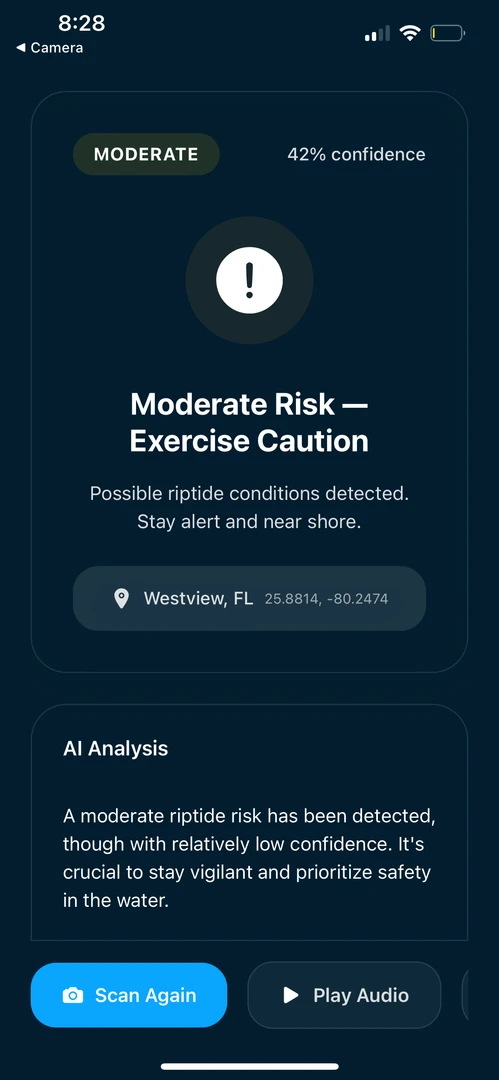 8:28
◀ Camera
MODERATE
42% confidence
Moderate Risk —
Exercise Caution
Possible riptide conditions detected.
Stay alert and near shore.
Westview, FL 25.8814, -80.2474
AI Analysis
A moderate riptide risk has been detected,
though with relatively low confidence. It's
crucial to stay vigilant and prioritize safety
in the water.
Scan Again
Play Audio